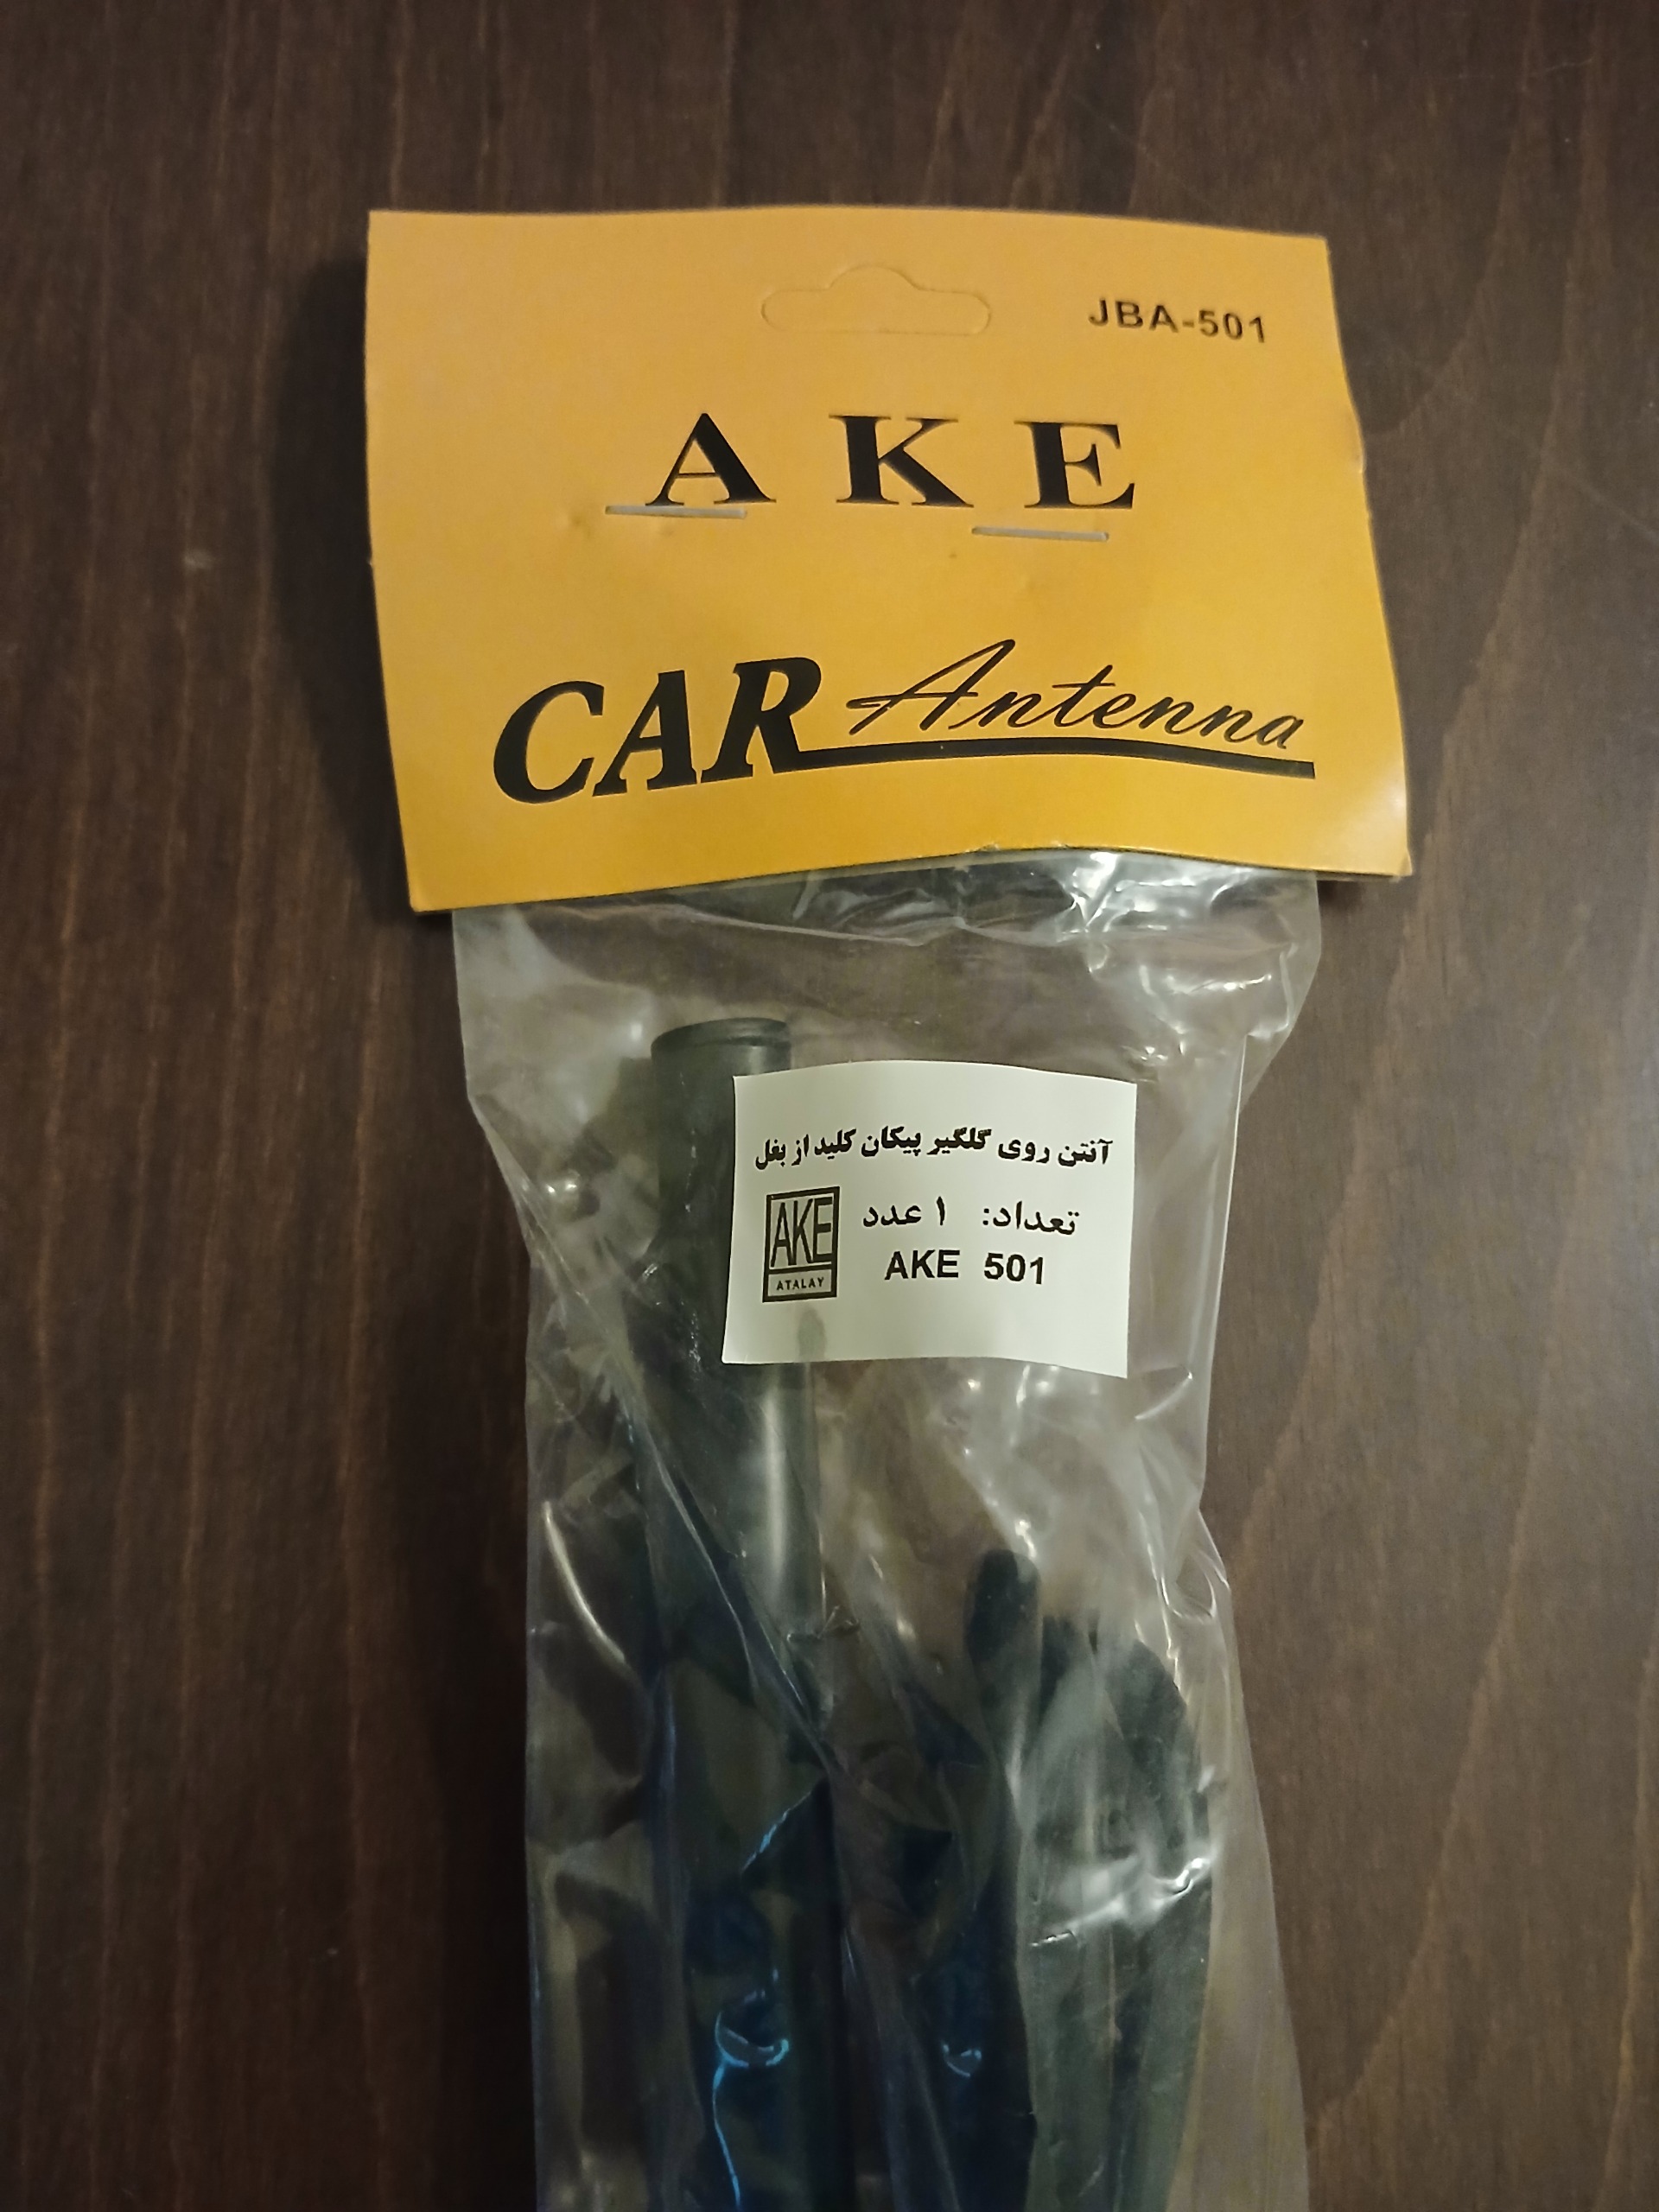 JBA-501
AKE
CAR Antenna
آنتن روی گلگیر پیکان کلید از بغل
تعداد: ۱ عدد
AKE 501
AKE
ATALAY